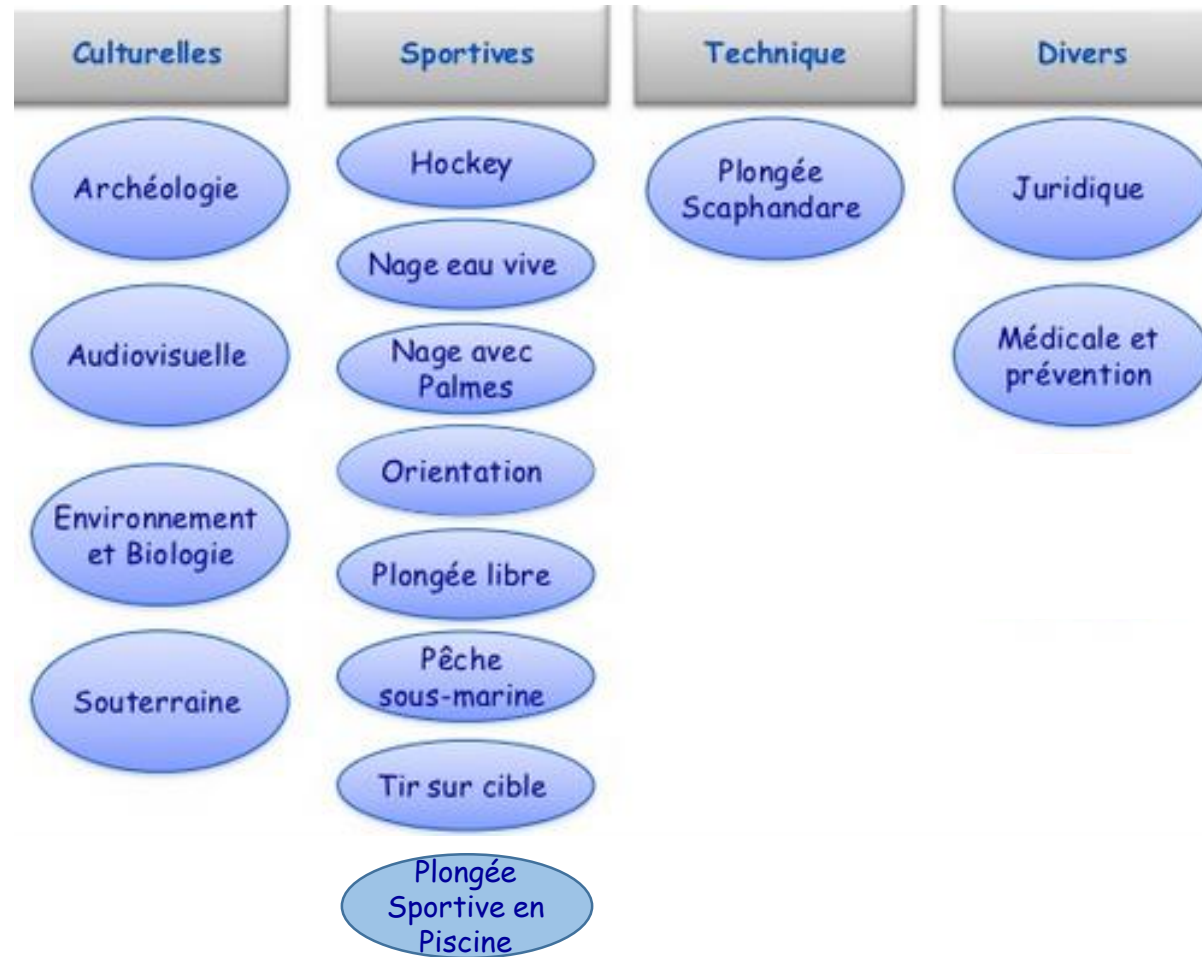 Culturelles
Sportives
Technique
Divers
Archéologie
Audiovisuelle
Environnement
et Biologie
Souterraine
Hockey
Nage eau vive
Nage avec
Palmes
Orientation
Plongée libre
Pêche
sous-marine
Tir sur cible
Plongée
Sportive en
Piscine
Plongée
Scaphandare
Juridique
Médicale et
prévention